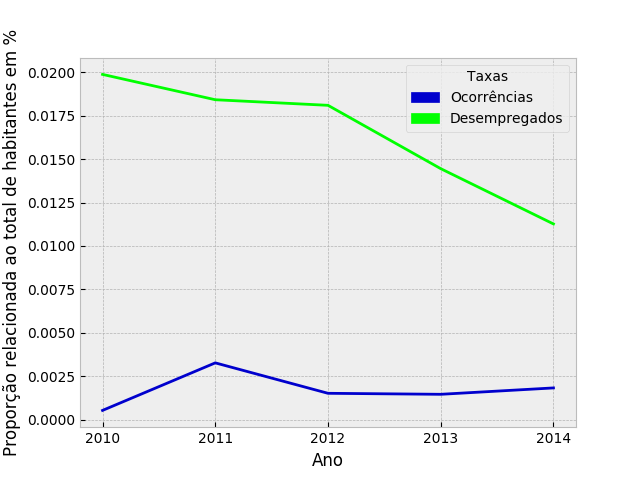 Proporção relacionada ao total de habitantes em %
0.0200
0.0175
0.0150
0.0125
0.0100
0.0075
0.0050
0.0025
0.0000
Taxas
Ocorrências
Desempregados
2010 2011 2012 2013 2014
Ano